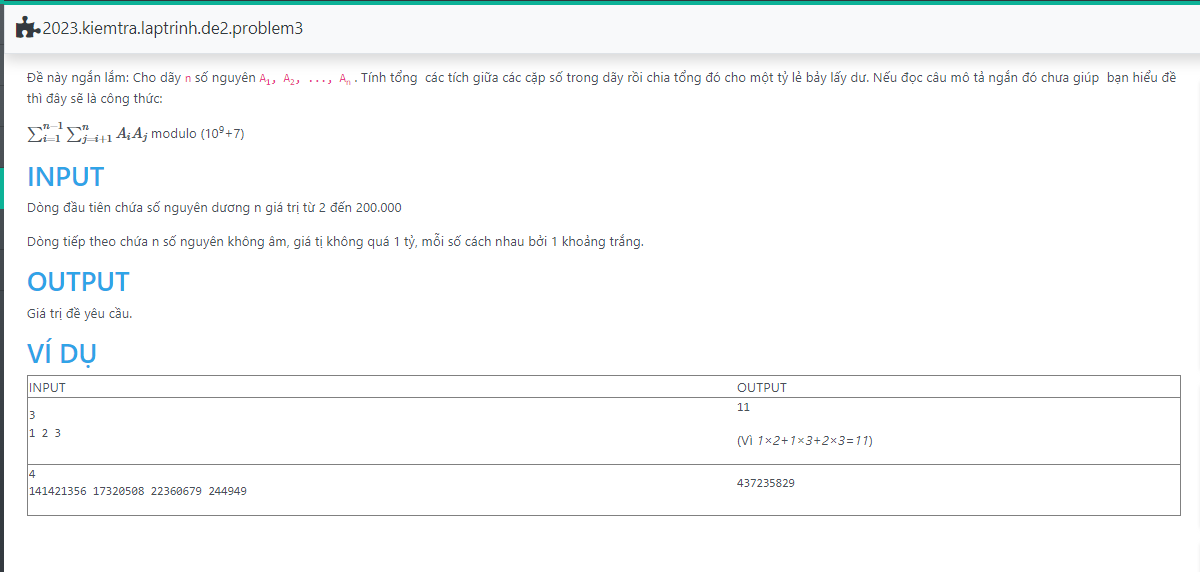 2023.kiemtra.laptrinh.de2.problem3
Đề này ngắn lắm: Cho dãy n số nguyên A₁, A₂, ..., Aₙ . Tính tổng các tích giữa các cặp số trong dãy rồi chia tổng đó cho một tỷ lẻ bảy lấy dư. Nếu đọc câu mô tả ngắn đó chưa giúp bạn hiểu đề
thì đây sẽ là công thức:
∑ⁿ⁻¹ᵢ₌₁ ∑ⁿⱼ₌ᵢ₊₁ AᵢAⱼ modulo (10⁹+7)
INPUT
Dòng đầu tiên chứa số nguyên dương n giá trị từ 2 đến 200.000
Dòng tiếp theo chứa n số nguyên không âm, giá tị không quá 1 tỷ, mỗi số cách nhau bởi 1 khoảng trắng.
OUTPUT
Giá trị đề yêu cầu.
VÍ DỤ
INPUT OUTPUT
3
1 2 3
11
(Vì 1×2+1×3+2×3=11)
4
141421356 17320508 22360679 244949
437235829